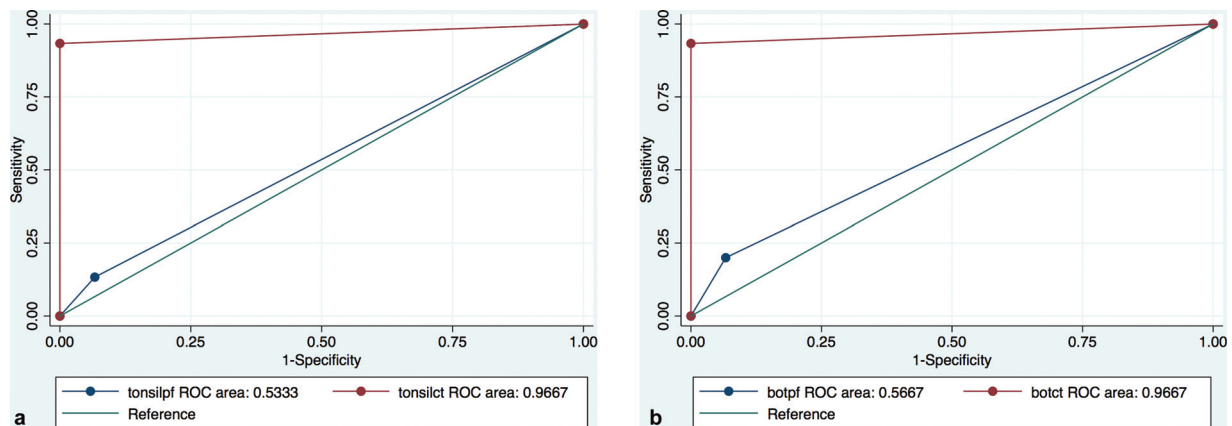 Sensitivity
1.00
0.75
0.50
0.25
0.00
0.00 0.25 0.50 0.75 1.00
1-Specificity
tonsilpf ROC area: 0.5333 tonsilct ROC area: 0.9667
Reference
a
Sensitivity
1.00
0.75
0.50
0.25
0.00
0.00 0.25 0.50 0.75 1.00
1-Specificity
botpf ROC area: 0.5667 botct ROC area: 0.9667
Reference
b